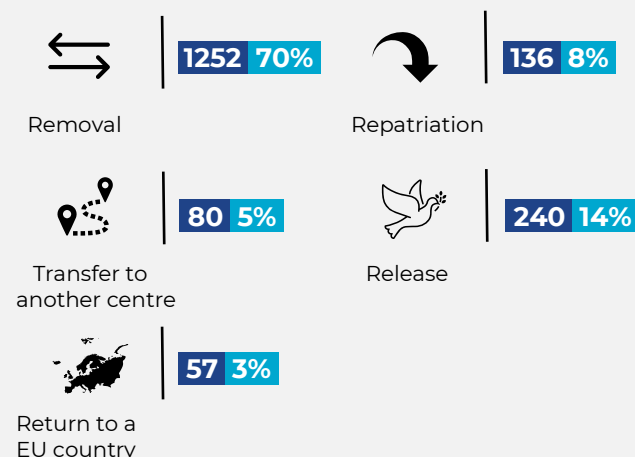 1252 70%
Removal
136 8%
Repatriation
80 5%
Transfer to
another centre
240 14%
Release
57 3%
Return to a
EU country